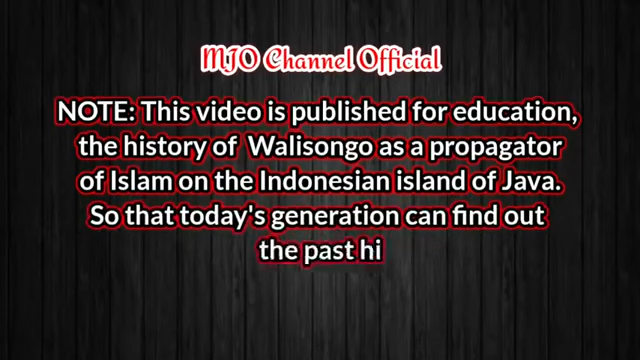 MJO Channel Official
NOTE: This video is published for education,
the history of Walisongo as a propagator
of Islam on the Indonesian island of Java.
So that today's generation can find out
the past hi